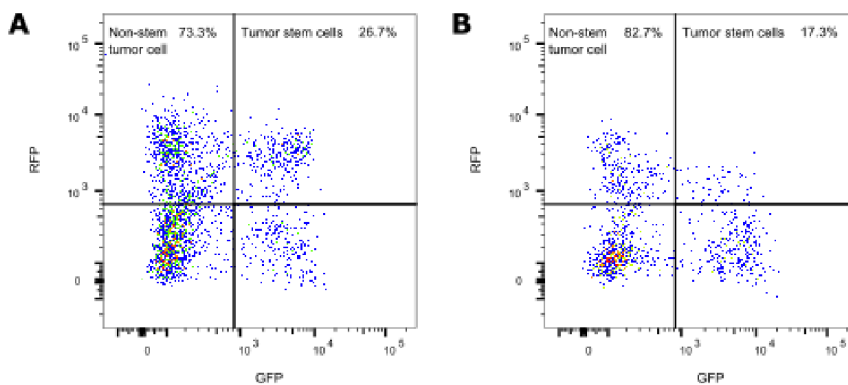 A
Non-stem 73.3%
tumor cell
Tumor stem cells 26.7%
10^5
10^4
10^3
0
RFP
0 10^3 10^4 10^5
GFP
B
Non-stem 82.7%
tumor cell
Tumor stem cells 17.3%
10^5
10^4
10^3
0
RFP
0 10^3 10^4 10^5
GFP